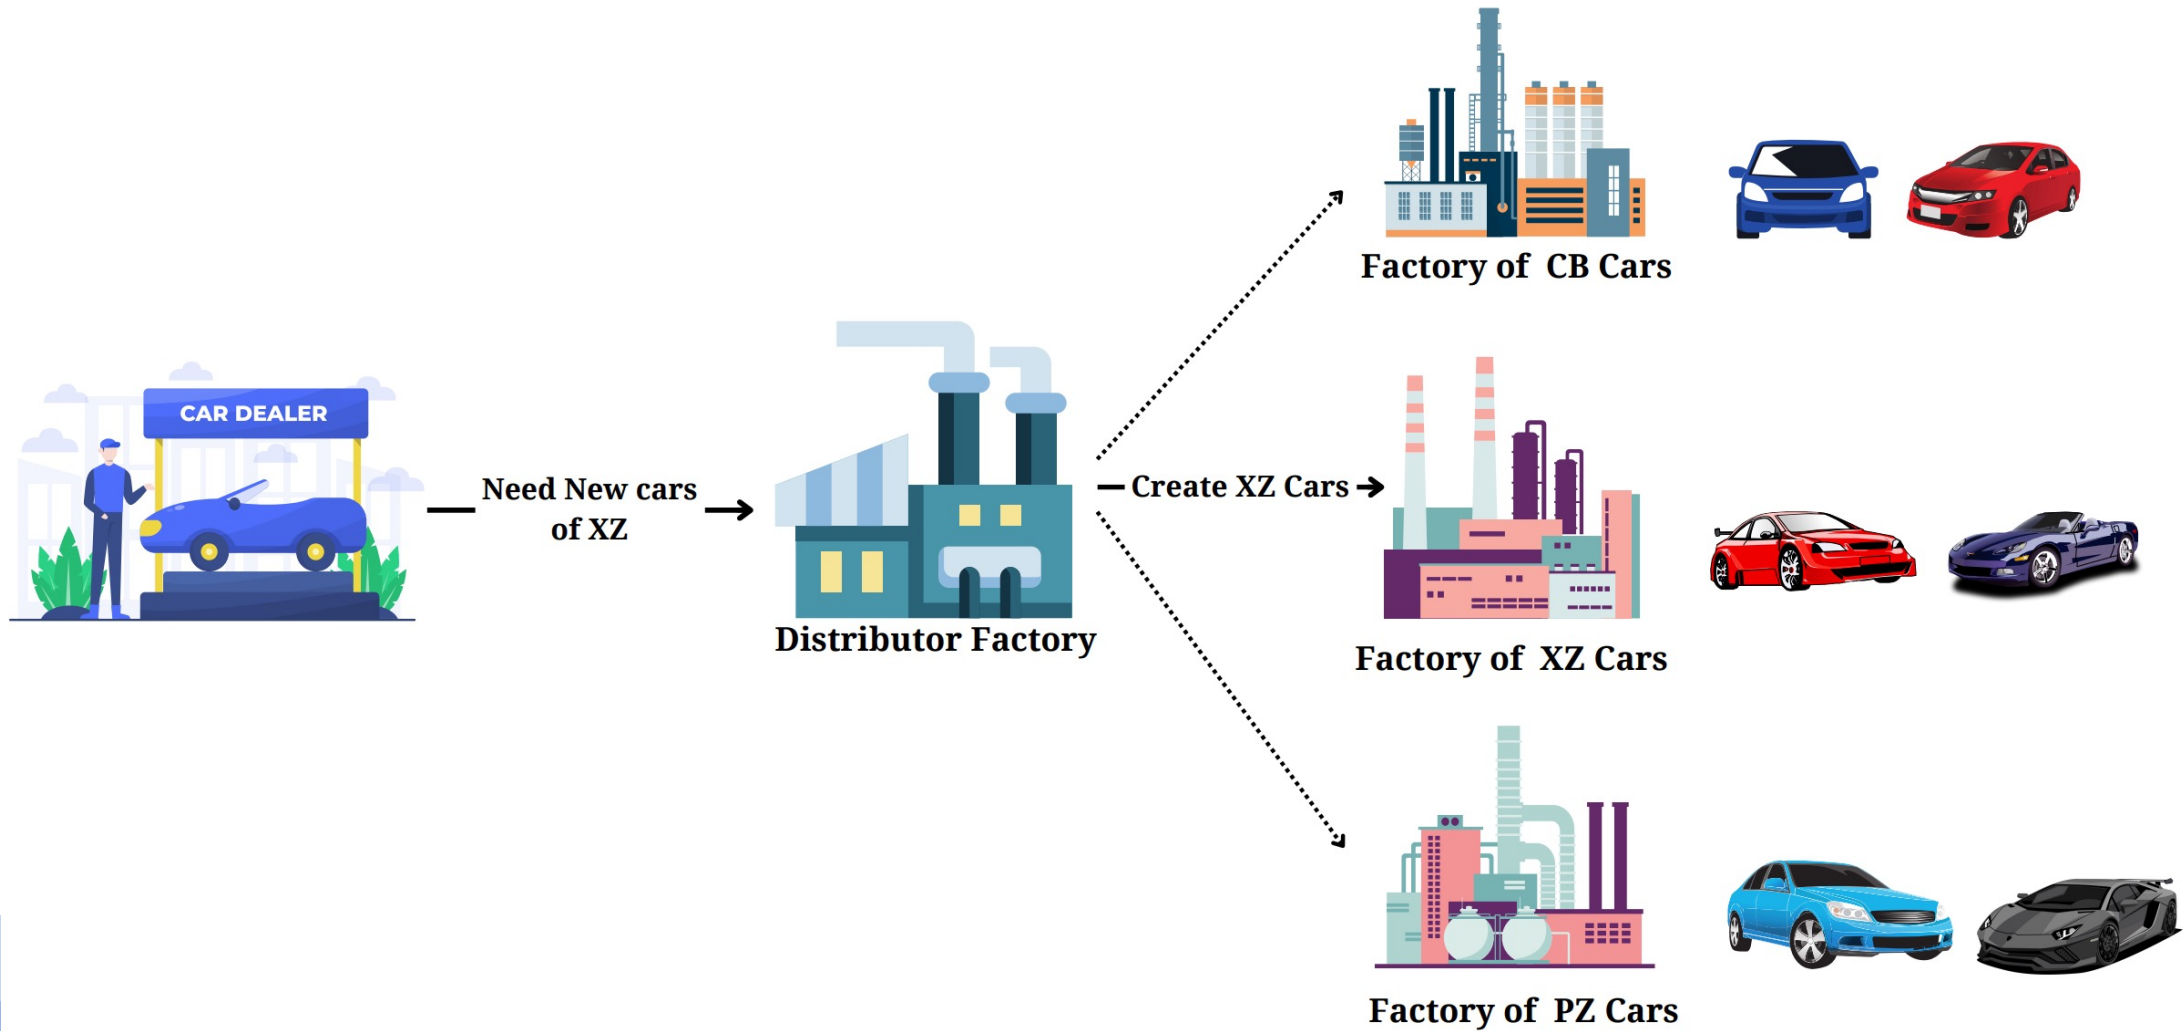 CAR DEALER
Need New cars
of XZ
Distributor Factory
Create XZ Cars
Factory of  CB Cars
Factory of  XZ Cars
Factory of  PZ Cars